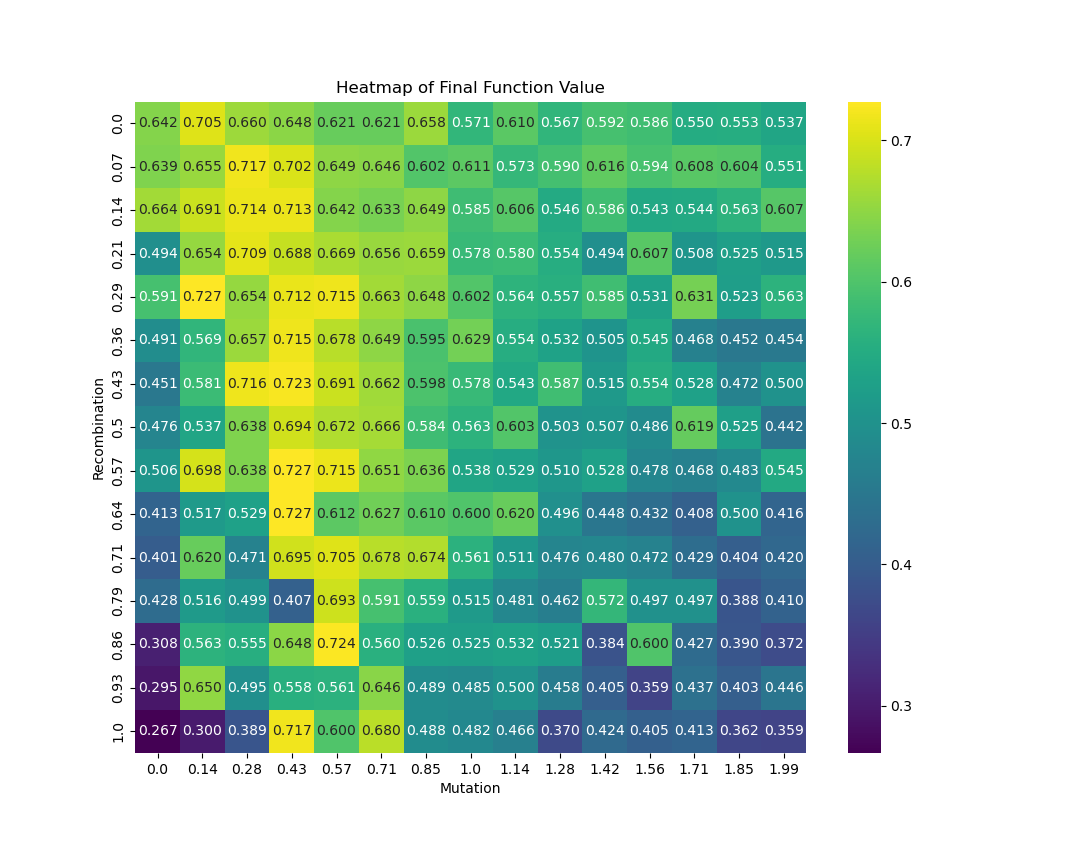 Heatmap of Final Function Value
0.0 0.642 0.705 0.660 0.648 0.621 0.621 0.658 0.571 0.610 0.567 0.592 0.586 0.550 0.553 0.537
0.07 0.639 0.655 0.717 0.702 0.649 0.646 0.602 0.611 0.573 0.590 0.616 0.594 0.608 0.604 0.551
0.14 0.664 0.691 0.714 0.713 0.642 0.633 0.649 0.585 0.606 0.546 0.586 0.543 0.544 0.563 0.607
0.21 0.494 0.654 0.709 0.688 0.669 0.656 0.659 0.578 0.580 0.554 0.494 0.607 0.508 0.525 0.515
0.29 0.591 0.727 0.654 0.712 0.715 0.663 0.648 0.602 0.564 0.557 0.585 0.531 0.631 0.523 0.563
0.36 0.491 0.569 0.657 0.715 0.678 0.649 0.595 0.629 0.554 0.532 0.505 0.545 0.468 0.452 0.454
0.43 0.451 0.581 0.716 0.723 0.691 0.662 0.598 0.578 0.543 0.587 0.515 0.554 0.528 0.472 0.500
0.5 0.476 0.537 0.638 0.694 0.672 0.666 0.584 0.563 0.603 0.503 0.507 0.486 0.619 0.525 0.442
0.57 0.506 0.698 0.638 0.727 0.715 0.651 0.636 0.538 0.529 0.510 0.528 0.478 0.468 0.483 0.545
0.64 0.413 0.517 0.529 0.727 0.612 0.627 0.610 0.600 0.620 0.496 0.448 0.432 0.408 0.500 0.416
0.71 0.401 0.620 0.471 0.695 0.705 0.678 0.674 0.561 0.511 0.476 0.480 0.472 0.429 0.404 0.420
0.79 0.428 0.516 0.499 0.407 0.693 0.591 0.559 0.515 0.481 0.462 0.572 0.497 0.497 0.388 0.410
0.86 0.308 0.563 0.555 0.648 0.724 0.560 0.526 0.525 0.532 0.521 0.384 0.600 0.427 0.390 0.372
0.93 0.295 0.650 0.495 0.558 0.561 0.646 0.489 0.485 0.500 0.458 0.405 0.359 0.437 0.403 0.446
1.0 0.267 0.300 0.389 0.717 0.600 0.680 0.488 0.482 0.466 0.370 0.424 0.405 0.413 0.362 0.359
0.0 0.14 0.28 0.43 0.57 0.71 0.85 1.0 1.14 1.28 1.42 1.56 1.71 1.85 1.99
Mutation
Recombination
0.7
0.6
0.5
0.4
0.3